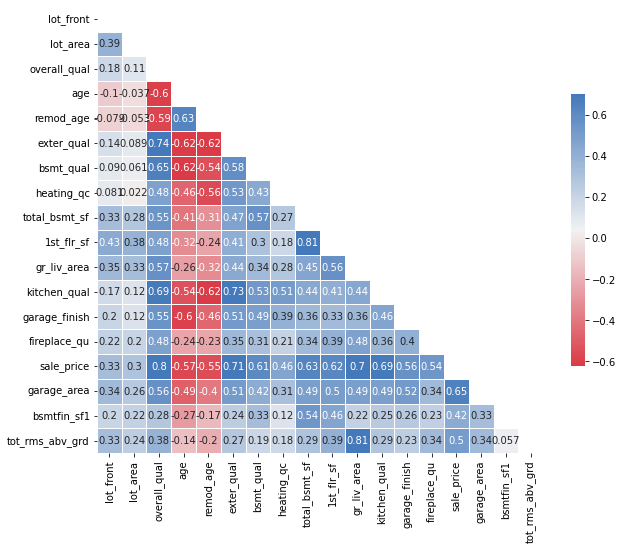 lot_front
lot_area 0.39
overall_qual 0.18 0.11
age -0.1 -0.037 -0.6
remod_age -0.079 -0.053 -0.59 0.63
exter_qual 0.14 0.089 0.74 -0.62 -0.62
bsmt_qual 0.09 0.061 0.65 -0.62 -0.54 0.58
heating_qc 0.081 0.022 0.48 -0.46 -0.56 0.53 0.43
total_bsmt_sf 0.33 0.28 0.55 -0.41 -0.31 0.47 0.57 0.27
1st_flr_sf 0.43 0.38 0.48 -0.32 -0.24 0.41 0.3 0.18 0.81
gr_liv_area 0.35 0.33 0.57 -0.26 -0.32 0.44 0.34 0.28 0.45 0.56
kitchen_qual 0.17 0.12 0.69 -0.54 -0.62 0.73 0.53 0.51 0.44 0.41 0.44
garage_finish 0.2 0.12 0.55 -0.6 -0.46 0.51 0.49 0.39 0.36 0.33 0.36 0.46
fireplace_qu 0.22 0.2 0.48 -0.24 -0.23 0.35 0.31 0.21 0.34 0.39 0.48 0.36 0.4
sale_price 0.33 0.3 0.8 -0.57 -0.55 0.71 0.61 0.46 0.63 0.62 0.7 0.69 0.56 0.54
garage_area 0.34 0.26 0.56 -0.49 -0.4 0.51 0.42 0.31 0.49 0.5 0.49 0.49 0.52 0.34 0.65
bsmtfin_sf1 0.2 0.22 0.28 -0.27 -0.17 0.24 0.33 0.12 0.54 0.46 0.22 0.25 0.26 0.23 0.42 0.33
tot_rms_abv_grd 0.33 0.24 0.38 -0.14 -0.2 0.27 0.19 0.18 0.29 0.39 0.81 0.29 0.23 0.34 0.5 0.34 0.057
lot_front
lot_area
overall_qual
age
remod_age
exter_qual
bsmt_qual
heating_qc
total_bsmt_sf
1st_flr_sf
gr_liv_area
kitchen_qual
garage_finish
fireplace_qu
sale_price
garage_area
bsmtfin_sf1
tot_rms_abv_grd
0.6
0.4
0.2
0.0
−0.2
−0.4
−0.6